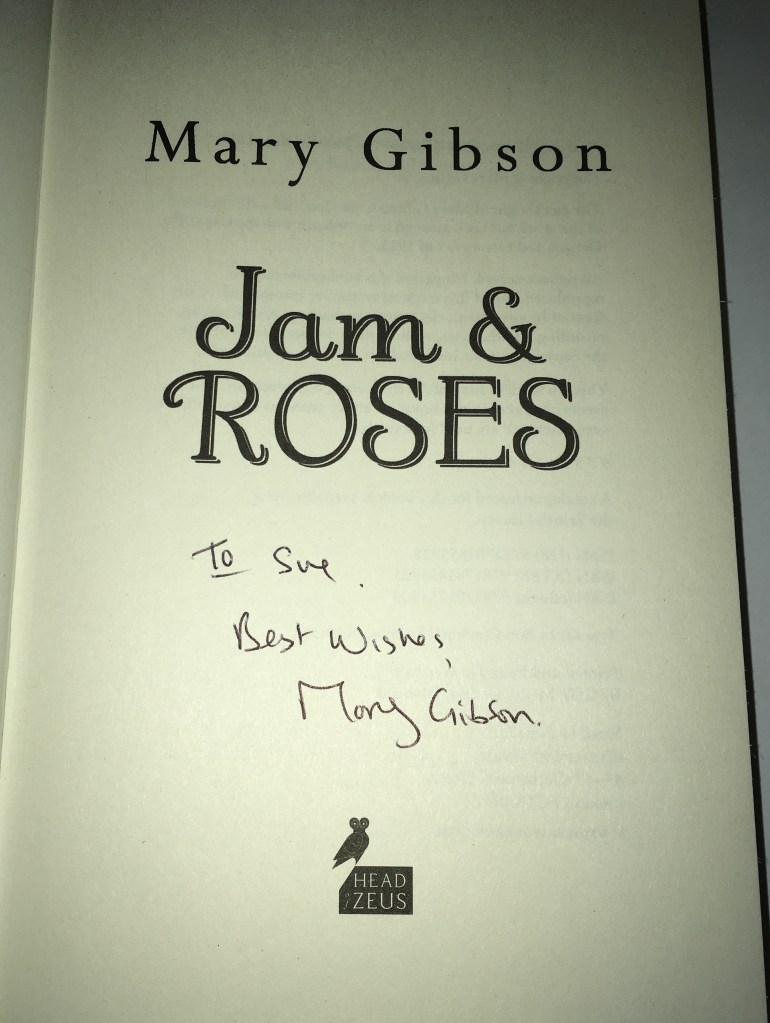 Mary Gibson
Jam &
ROSES
To Sue.
Best Wishes,
Mary Gibson.
HEAD
of ZEUS